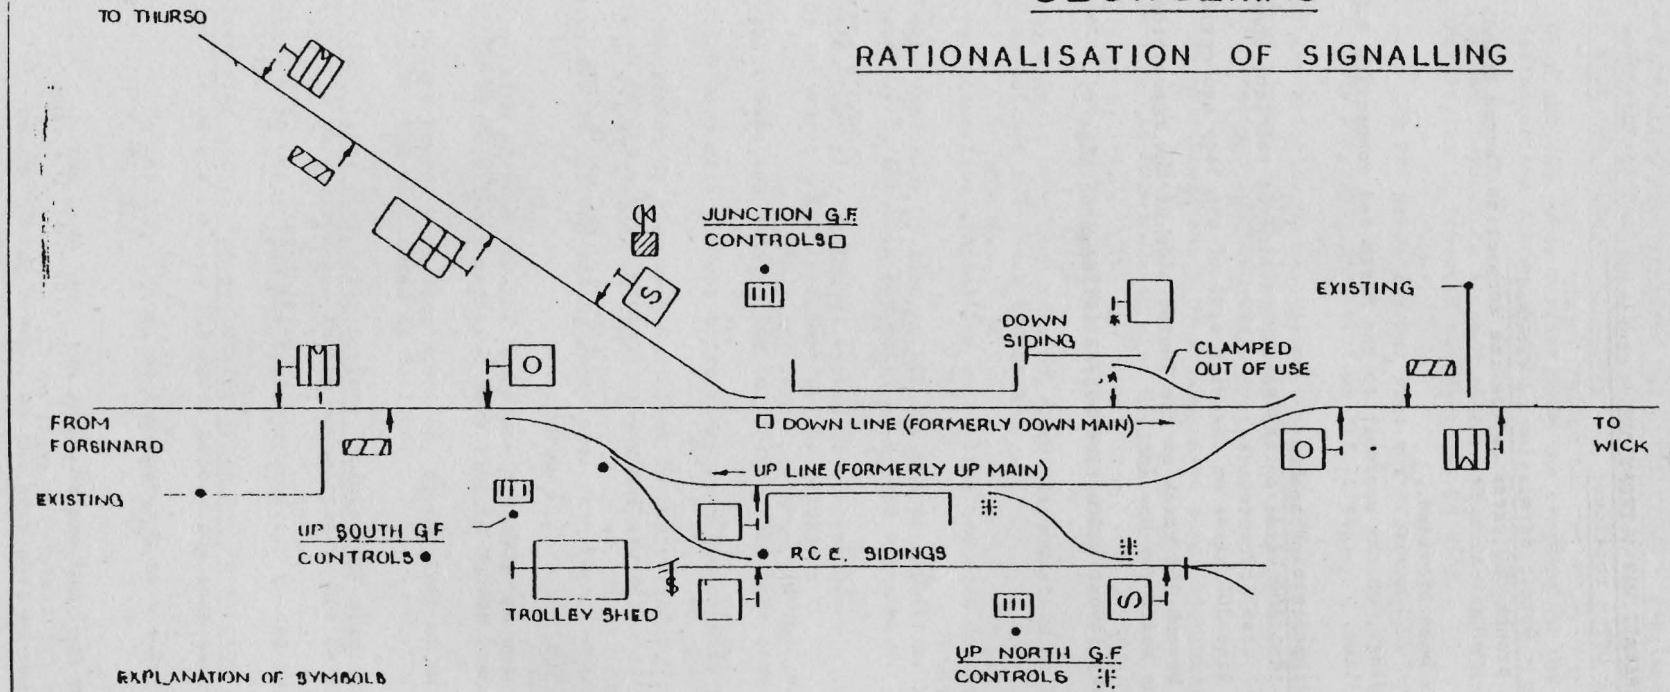 RATIONALISATION OF SIGNALLING
TO THURSO
M
JUNCTION G.F.
CONTROLS □
S
EXISTING
DOWN
SIDING
CLAMPED
OUT OF USE
M
O
FROM
FORSINARD
□ DOWN LINE (FORMERLY DOWN MAIN) →
TO
WICK
O
M
← UP LINE (FORMERLY UP MAIN)
EXISTING
UP SOUTH G.F.
CONTROLS ●
R.C.E. SIDINGS
TROLLEY SHED
S
UP NORTH G.F.
CONTROLS
EXPLANATION OF SYMBOLS